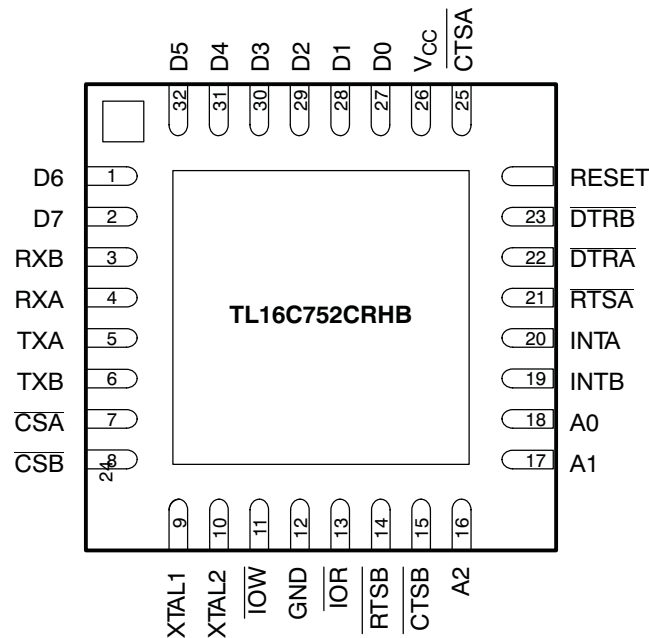 D5 D4 D3 D2 D1 D0 VCC CTSA
32 31 30 29 28 27 26 25
D6 1 RESET
D7 2 23 DTRB
RXB 3 22 DTRA
RXA 4 21 RTSA
TL16C752CRHB
TXA 5 20 INTA
TXB 6 19 INTB
CSA 7 18 A0
CSB 8 17 A1
24
9 10 11 12 13 14 15 16
XTAL1 XTAL2 IOW GND IOR RTSB CTSB A2